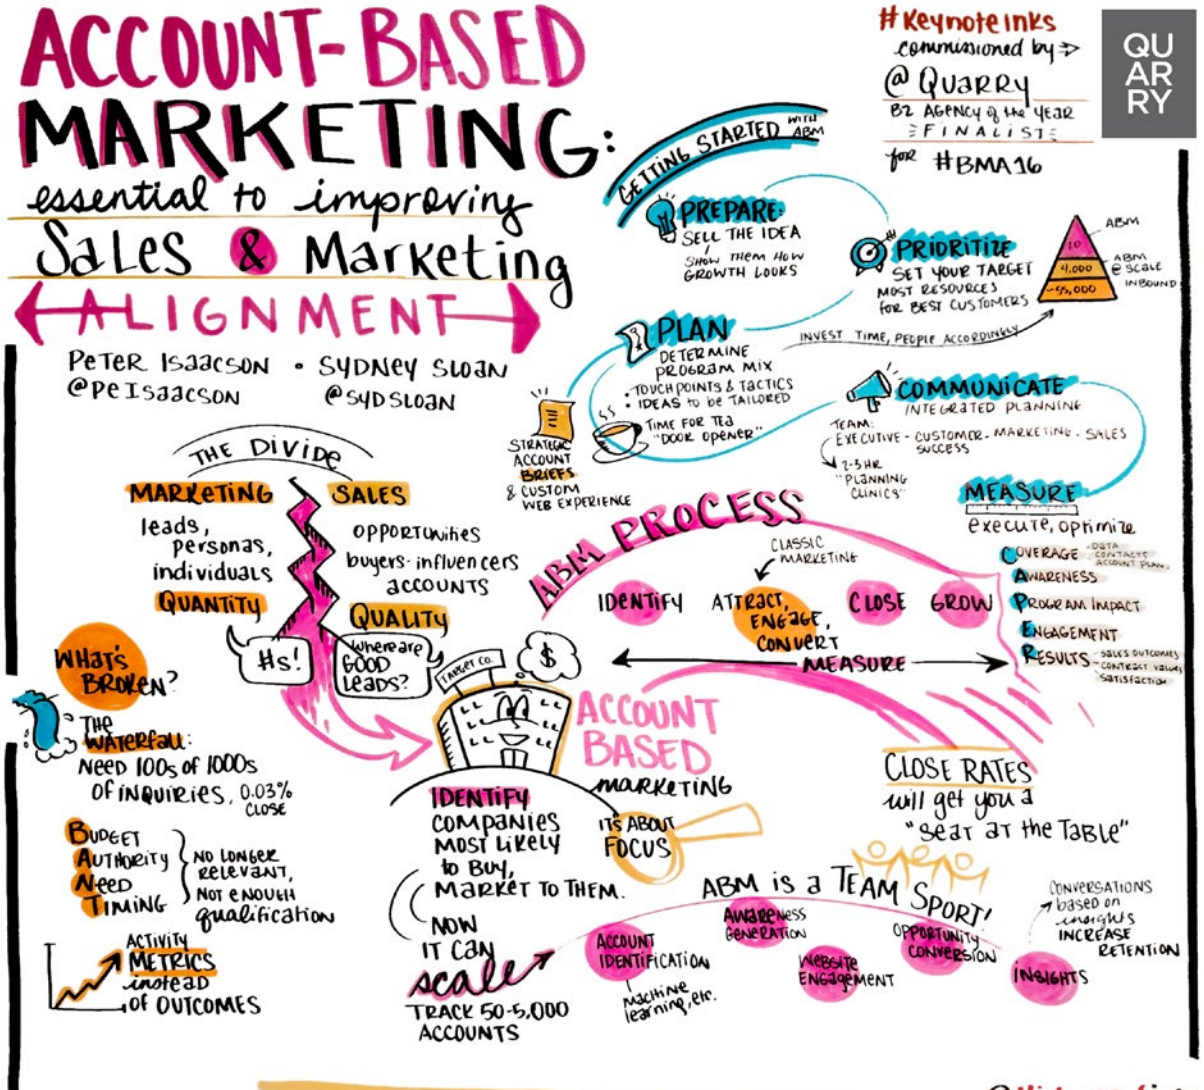 ACCOUNT-BASED
MARKETING:
essential to improving
Sales & Marketing
ALIGNMENT
PETER ISAACSON • SYDNEY SLOAN
@PEISAACSON @SYDSLOAN
#KeynoteInks
commissioned by
@QUARRY
B2 AGENCY of the YEAR
FINALIST
for #BMA16
QU
AR
RY
GETTING STARTED WITH ABM
PREPARE:
SELL THE IDEA
SHOW THEM HOW
GROWTH LOOKS
PRIORITIZE
SET YOUR TARGET
MOST RESOURCES
FOR BEST CUSTOMERS
10
4,000
~55,000
ABM
ABM
@ SCALE
INBOUND
INVEST TIME, PEOPLE ACCORDINGLY
PLAN
DETERMINE
PROGRAM MIX
: TOUCHPOINTS & TACTICS
: IDEAS to be TAILORED
TIME FOR TEA
"DOOR OPENER"
STRATEGIC
ACCOUNT
BRIEFS
& CUSTOM
WEB EXPERIENCE
COMMUNICATE
INTEGRATED PLANNING
TEAM:
EXECUTIVE - CUSTOMER - MARKETING - SALES
SUCCESS
2-3 HR
"PLANNING
CLINICS"
MEASURE
execute, optimize
COVERAGE - DATA
CONTACTS
ACCOUNT PLANS
AWARENESS
PROGRAM IMPACT
ENGAGEMENT
RESULTS - SALES OUTCOMES
- CONTRACT VALUES
SATISFACTION
THE DIVIDE
MARKETING
leads,
personas,
individuals
QUANTITY
#s!
SALES
OPPORTUNITIES
buyers - influencers
ACCOUNTS
QUALITY
Where are
GOOD
LEADS?
ABM PROCESS
CLASSIC
MARKETING
IDENTIFY
ATTRACT,
ENGAGE,
CONVERT
CLOSE
GROW
MEASURE
WHAT'S
BROKEN?
THE
WATERFALL:
NEED 100s OF 1000s
OF INQUIRIES, 0.03%
CLOSE
BUDGET
AUTHORITY
NEED
TIMING
NO LONGER
RELEVANT,
NOT ENOUGH
qualification
ACTIVITY
METRICS
instead
OF OUTCOMES
TARGET CO.
$
ACCOUNT
BASED
MARKETING
IDENTIFY
COMPANIES
MOST LIKELY
to BUY,
MARKET TO THEM.
ITS ABOUT
FOCUS
NOW
IT CAN
scale
TRACK 50-5,000
ACCOUNTS
CLOSE RATES
will get you a
"SEAT AT the TABLE"
ABM is a TEAM SPORT!
ACCOUNT
IDENTIFICATION
MACHINE
learning, etc.
AWARENESS
GENERATION
WEBSITE
ENGAGEMENT
OPPORTUNITY
CONVERSION
INSIGHTS
CONVERSATIONS
based on
insights
INCREASE
RETENTION